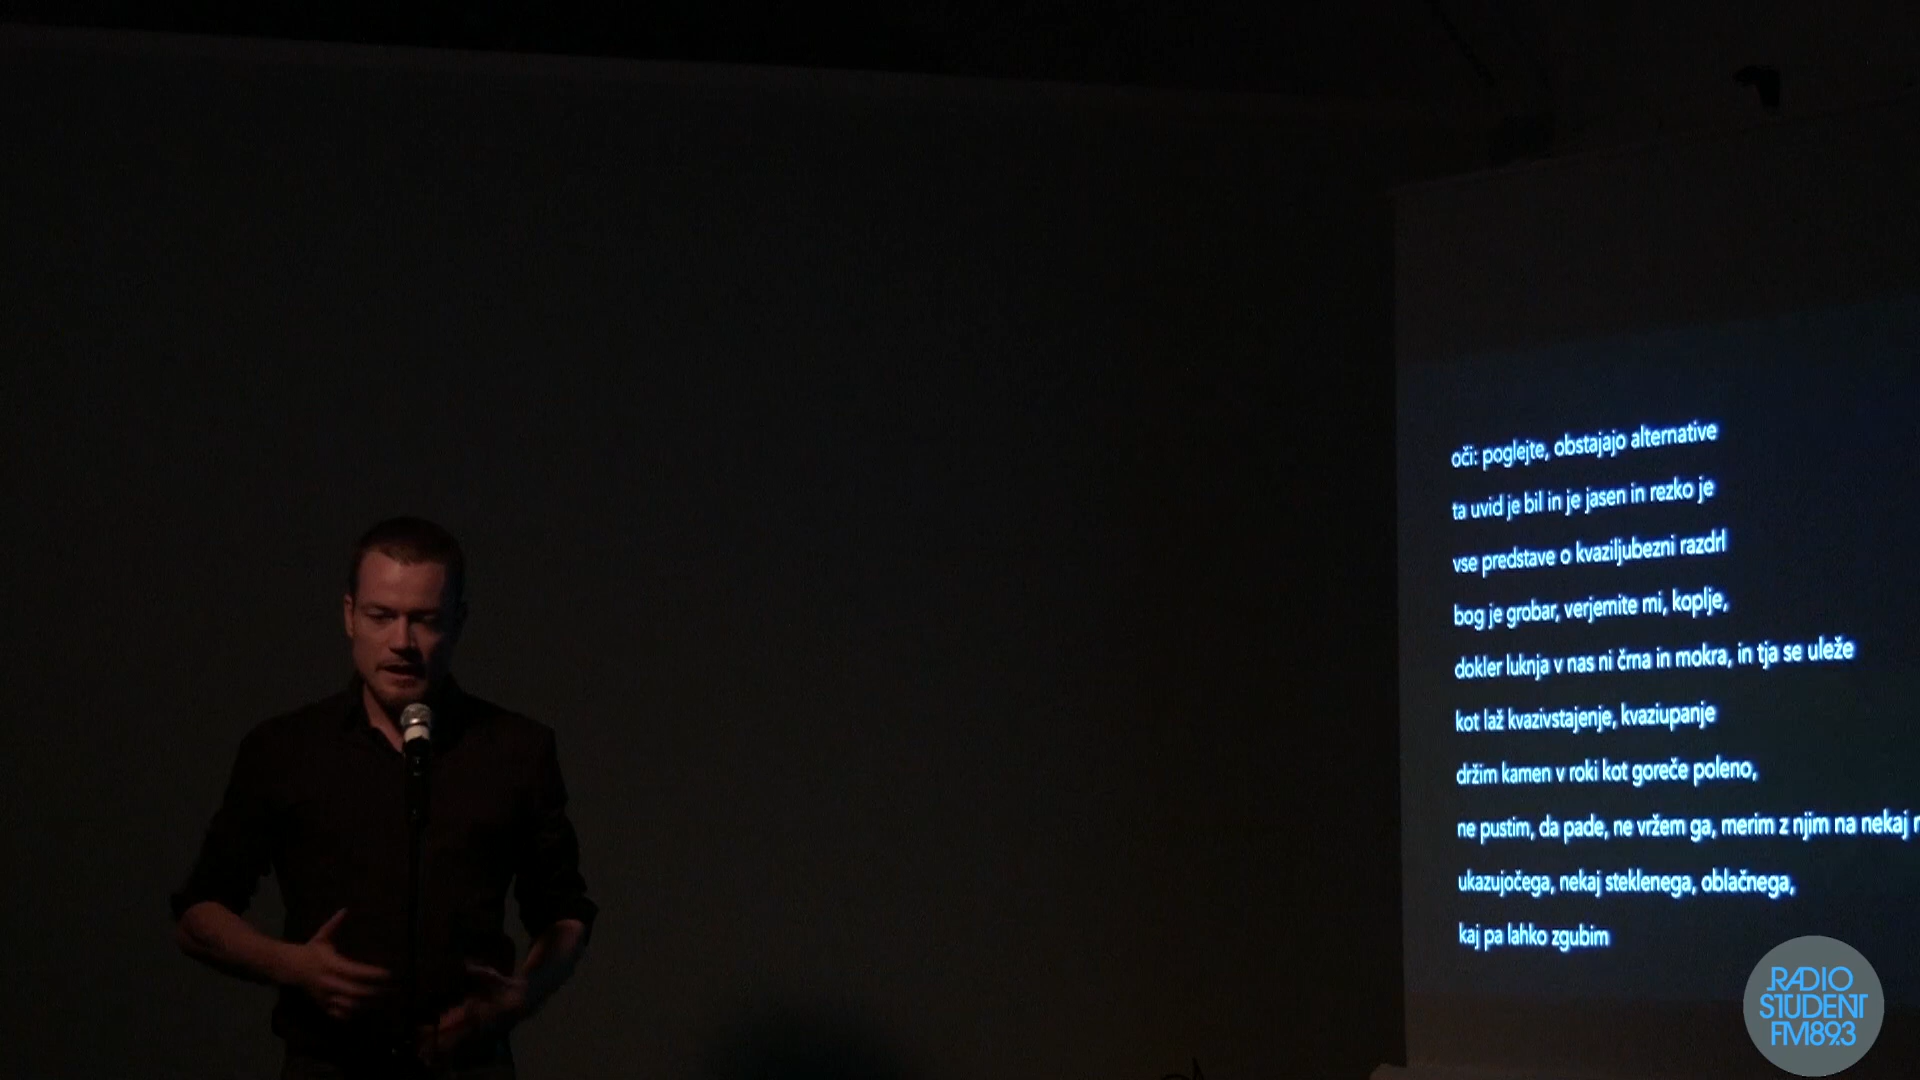 oči: poglejte, obstajajo alternative
ta uvid je bil in je jasen in rezko je
vse predstave o kvaziljubezni razdrl
bog je grobar, verjemite mi, koplje,
dokler luknja v nas ni črna in mokra, in tja se uleže
kot laž kvazivstajenje, kvaziupanje
držim kamen v roki kot goreče poleno,
ne pustim, da pade, ne vržem ga, merim z njim na nekaj
ukazujočega, nekaj steklenega, oblačnega,
kaj pa lahko zgubim
RADIO
STUDENT
FM89.3